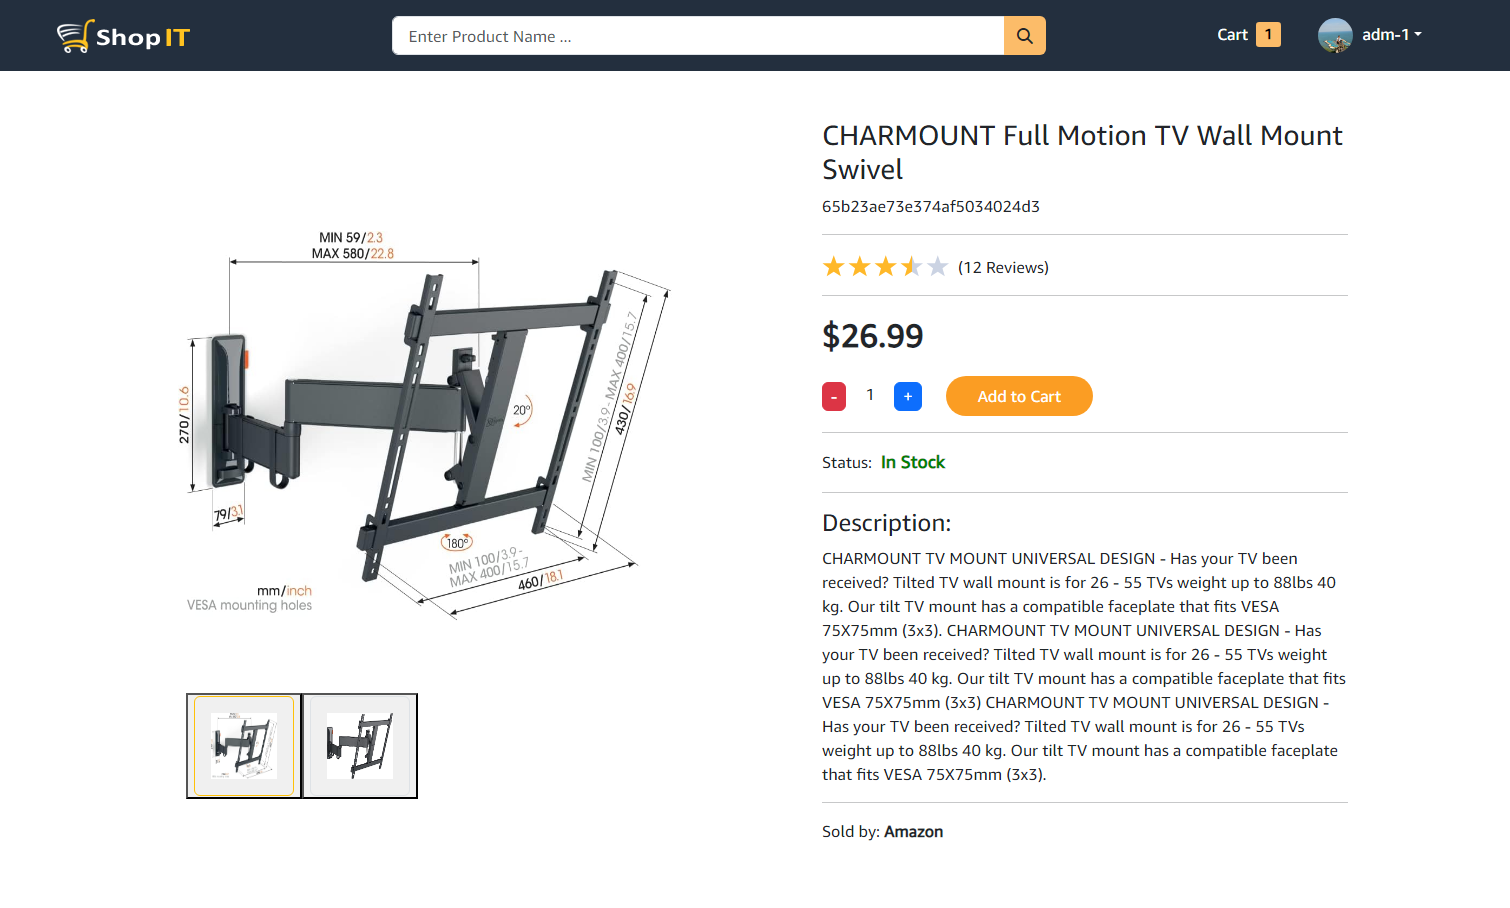 Shop IT
Enter Product Name ...
Cart 1
adm-1
CHARMOUNT Full Motion TV Wall Mount
Swivel
65b23ae73e374af5034024d3
(12 Reviews)
$26.99
- 1 + Add to Cart
Status: In Stock
Description:
CHARMOUNT TV MOUNT UNIVERSAL DESIGN - Has your TV been
received? Tilted TV wall mount is for 26 - 55 TVs weight up to 88lbs 40
kg. Our tilt TV mount has a compatible faceplate that fits VESA
75X75mm (3x3). CHARMOUNT TV MOUNT UNIVERSAL DESIGN - Has
your TV been received? Tilted TV wall mount is for 26 - 55 TVs weight
up to 88lbs 40 kg. Our tilt TV mount has a compatible faceplate that fits
VESA 75X75mm (3x3) CHARMOUNT TV MOUNT UNIVERSAL DESIGN -
Has your TV been received? Tilted TV wall mount is for 26 - 55 TVs
weight up to 88lbs 40 kg. Our tilt TV mount has a compatible faceplate
that fits VESA 75X75mm (3x3).
Sold by: Amazon
MIN 59/2.3
MAX 580/22.8
270/10.6
79/3.1
20°
180°
MIN 100/3.9 - MAX 400/15.7
430/16.9
MIN 100/3.9 -
MAX 400/15.7
460/18.1
mm/inch
VESA mounting holes